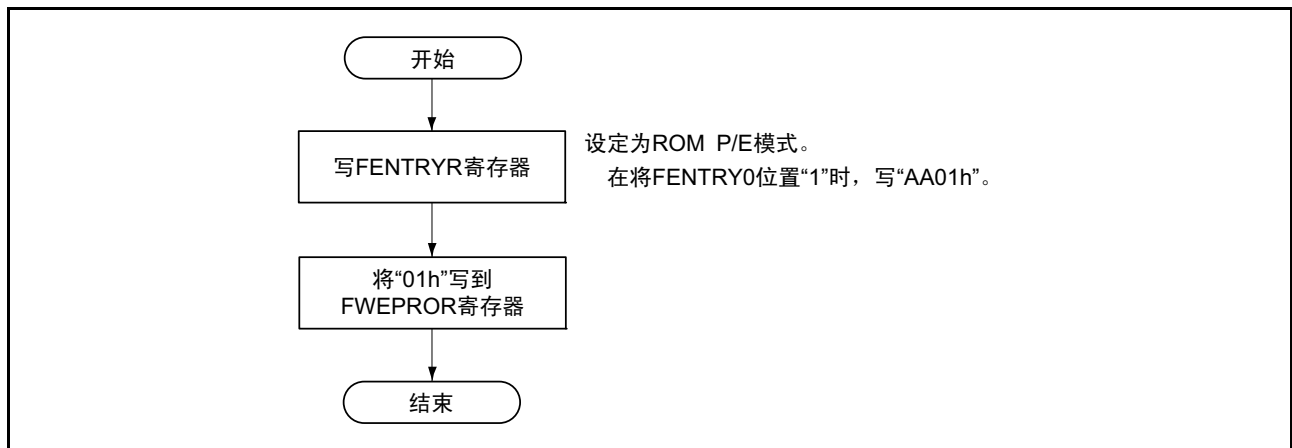 开始
写FENTRYR寄存器
设定为ROM P/E模式。
在将FENTRY0位置“1”时，写“AA01h”。
将“01h”写到
FWEPROR寄存器
结束